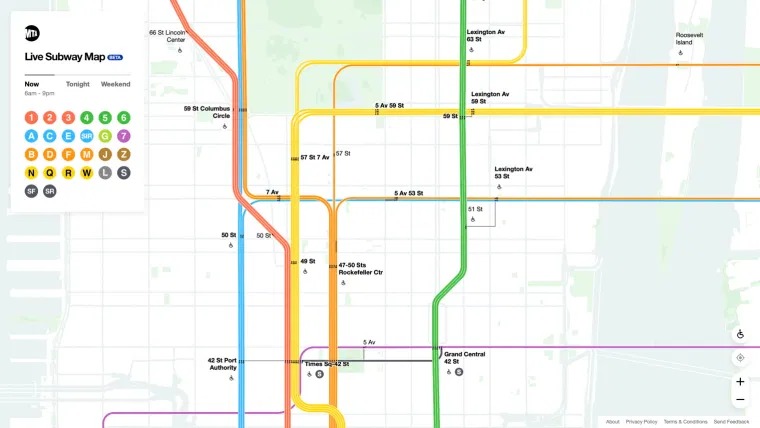 MTA
Live Subway Map BETA
Now
Tonight
Weekend
6am - 9pm
1 2 3 4 5 6
A C E SIR G 7
B D F M J Z
N Q R W L S
SF SR
66 St Lincoln
Center
Lexington Av
63 St
Roosevelt
Island
59 St Columbus
Circle
5 Av 59 St
Lexington Av
59 St
59 St
57 St 7 Av
57 St
Lexington Av
53 St
7 Av
5 Av 53 St
51 St
50 St
50 St
49 St
47-50 Sts
Rockefeller Ctr
5 Av
42 St Port
Authority
Times Sq-42 St
S
Grand Central
42 St
S
+
−
About
Privacy Policy
Terms & Conditions
Send Feedback